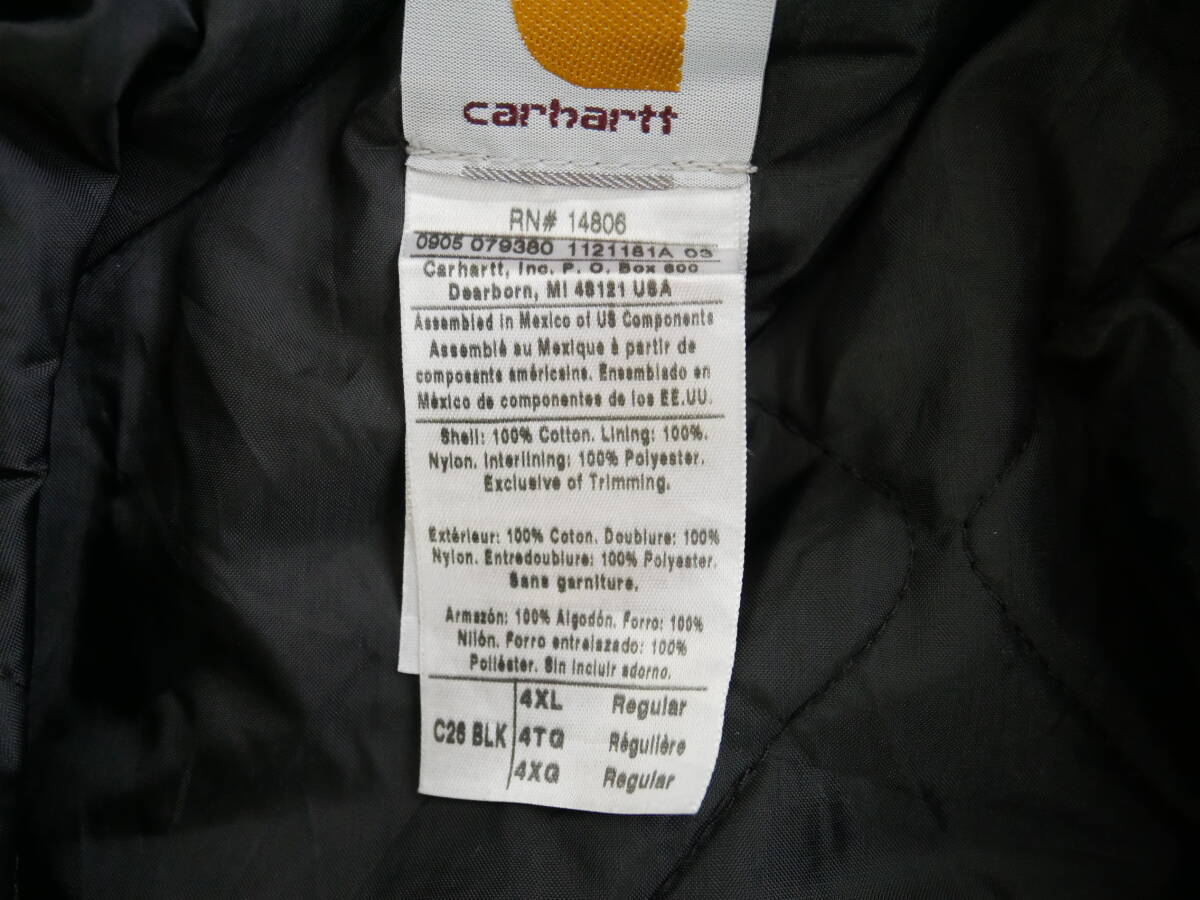 carhartt
RN# 14806
0905 079380 1121181A 03
Carhartt, Inc. P. O. Box 600
Dearborn, MI 48121 USA
Assembled in Mexico of US Components
Assemblé au Mexique à partir de
composants américains. Ensamblado en
México de componentes de los EE.UU.
Shell: 100% Cotton. Lining: 100%.
Nylon. Interlining: 100% Polyester.
Exclusive of Trimming.
Extérieur: 100% Coton. Doublure: 100%
Nylon. Entredoublure: 100% Polyester.
Sans garniture.
Armazón: 100% Algodón. Forro: 100%
Nilón. Forro entrelazado: 100%
Poliéster. Sin incluir adorno.
4XL Regular
C26 BLK 4TG Régulière
4XG Regular